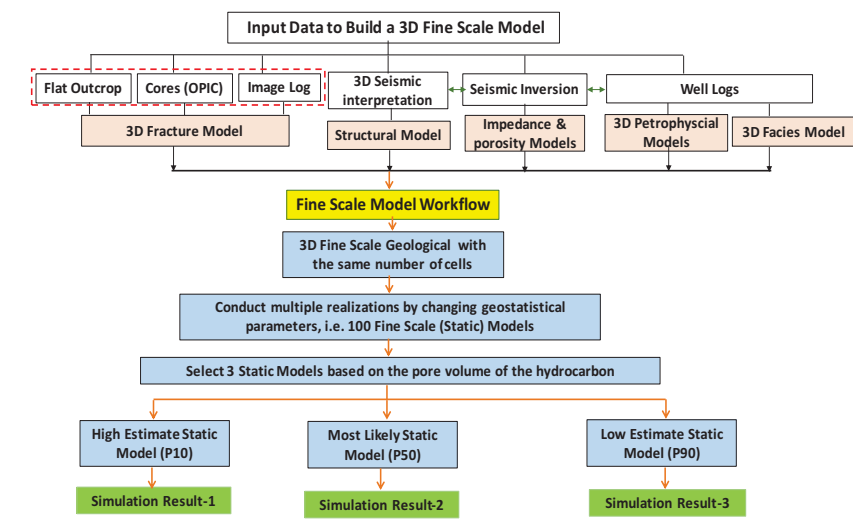 Input Data to Build a 3D Fine Scale Model
Flat Outcrop
Cores (OPIC)
Image Log
3D Seismic
interpretation
Seismic Inversion
Well Logs
3D Fracture Model
Structural Model
Impedance &
porosity Models
3D Petrophyscial
Models
3D Facies Model
Fine Scale Model Workflow
3D Fine Scale Geological with
the same number of cells
Conduct multiple realizations by changing geostatistical
parameters, i.e. 100 Fine Scale (Static) Models
Select 3 Static Models based on the pore volume of the hydrocarbon
High Estimate Static
Model (P10)
Most Likely Static
Model (P50)
Low Estimate Static
Model (P90)
Simulation Result-1
Simulation Result-2
Simulation Result-3